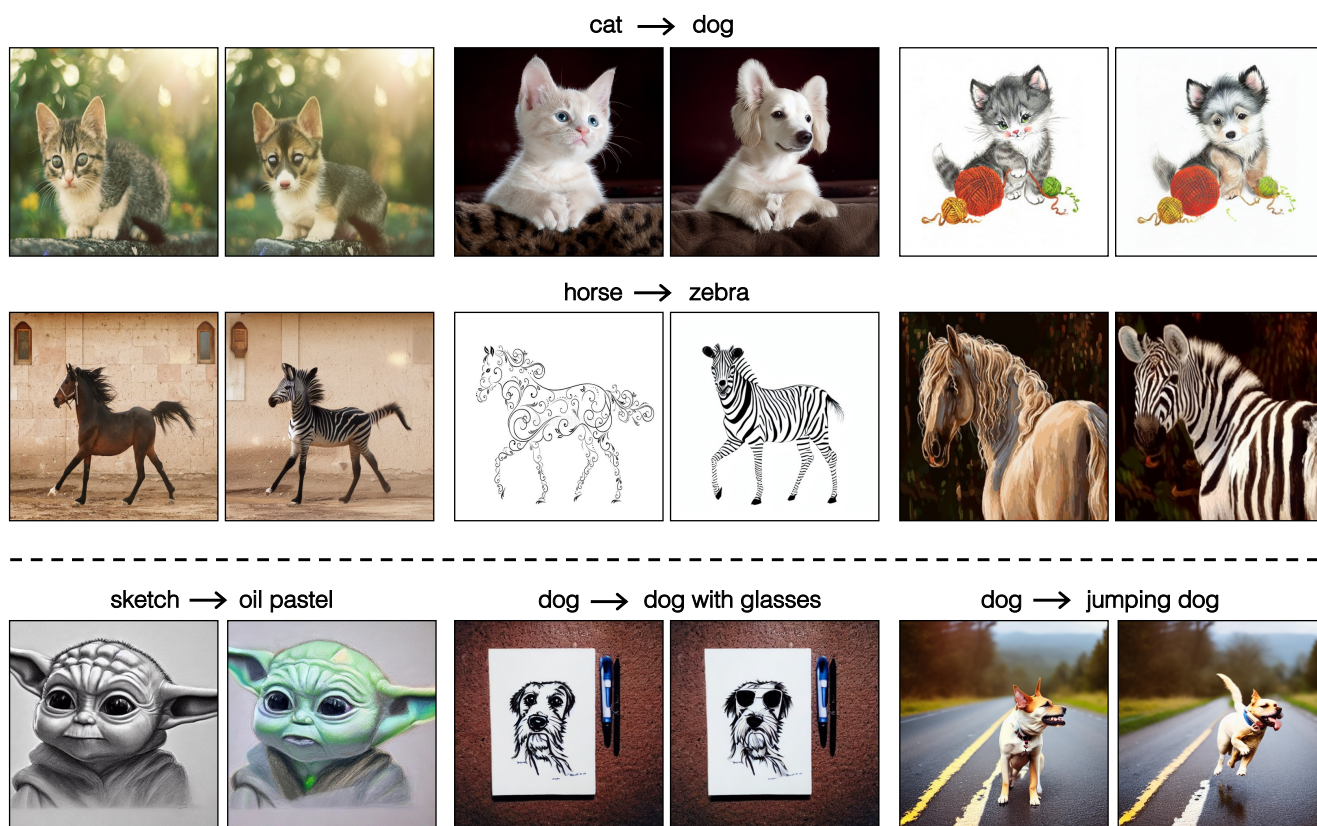 cat → dog
horse → zebra
sketch → oil pastel
dog → dog with glasses
dog → jumping dog